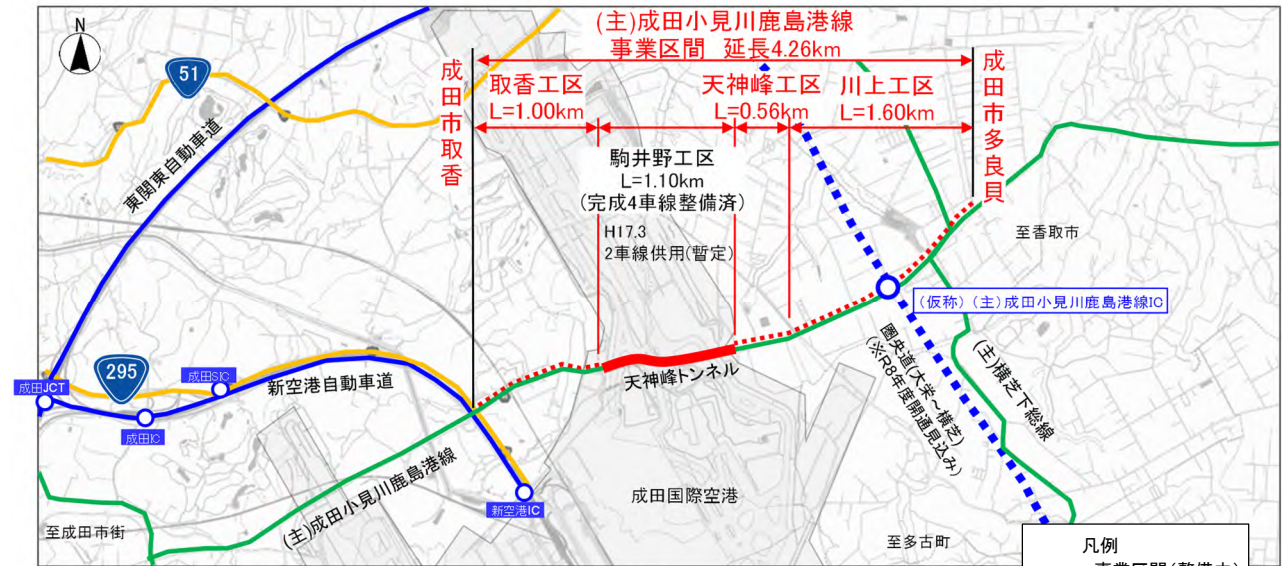 N
(主)成田小見川鹿島港線
事業区間 延長4.26km
成田市取香
取香工区
L=1.00km
天神峰工区
L=0.56km
川上工区
L=1.60km
成田市多良貝
駒井野工区
L=1.10km
(完成4車線整備済)
H17.3
2車線供用(暫定)
51
東関東自動車道
至香取市
(仮称)(主)成田小見川鹿島港線IC
圏央道(大栄~横芝)
(※R8年度開通見込み)
(主)横芝下総線
天神峰トンネル
295
成田JCT
成田SIC
成田IC
新空港自動車道
(主)成田小見川鹿島港線
新空港IC
成田国際空港
至成田市街
至多古町
凡例